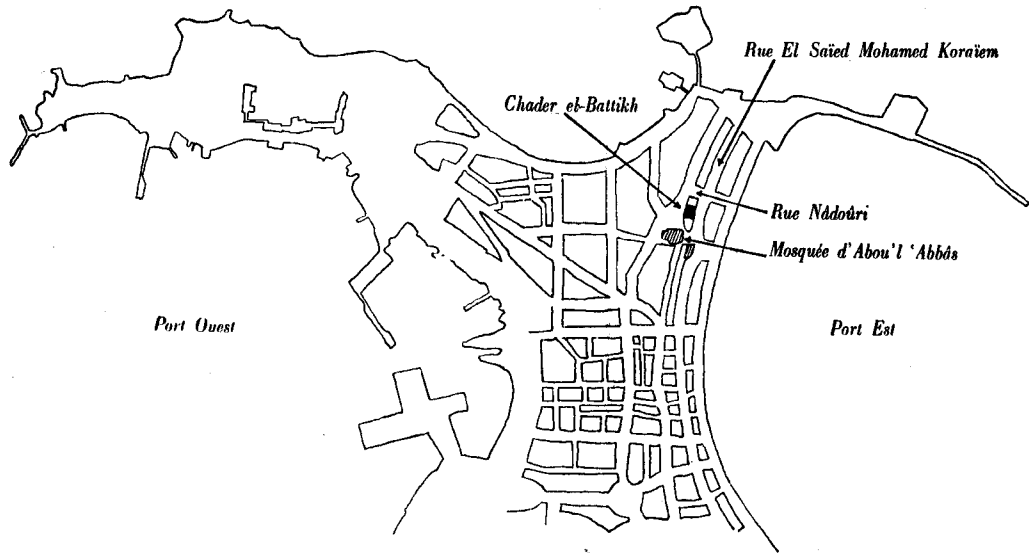 Rue El Saïed Mohamed Koraïem
Chader el-Battikh
Rue Nâdoûri
Mosquée d'Abou'l 'Abbâs
Port Ouest
Port Est